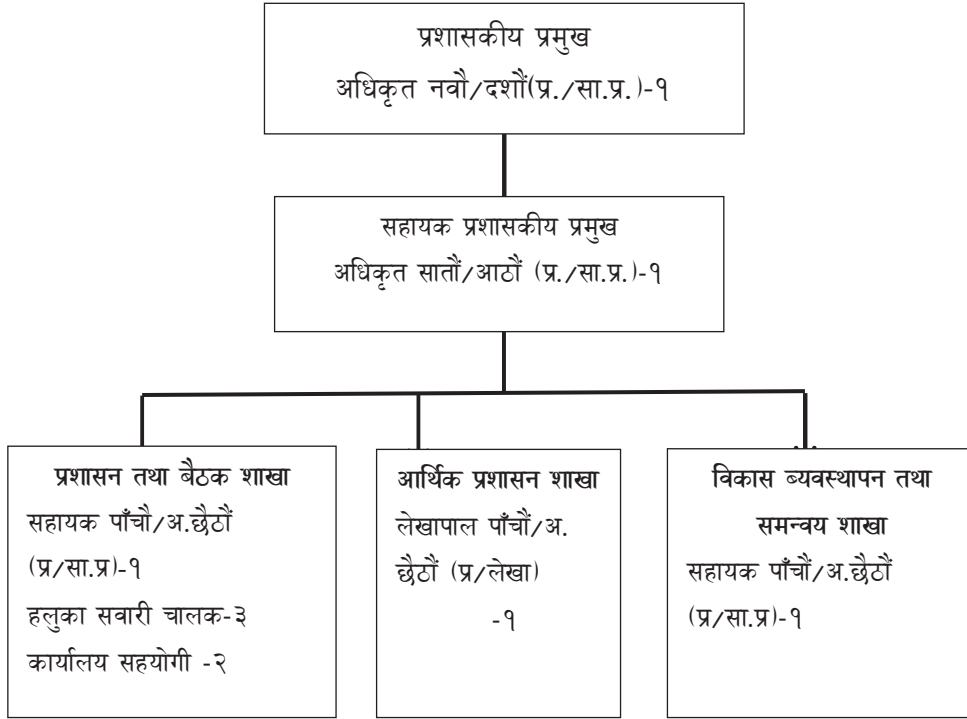 प्रशासकीय प्रमुख
अधिकृत नवौं/दशौं(प्र./सा.प्र.)-१
सहायक प्रशासकीय प्रमुख
अधिकृत सातौं/आठौं (प्र./सा.प्र.)-१
प्रशासन तथा बैठक शाखा
सहायक पाँचौं/अ.छैठौं
(प्र/सा.प्र)-१
हलुका सवारी चालक-३
कार्यालय सहयोगी -२
आर्थिक प्रशासन शाखा
लेखापाल पाँचौं/अ.
छैठौं (प्र/लेखा)
-१
विकास ब्यवस्थापन तथा
समन्वय शाखा
सहायक पाँचौं/अ.छैठौं
(प्र/सा.प्र)-१